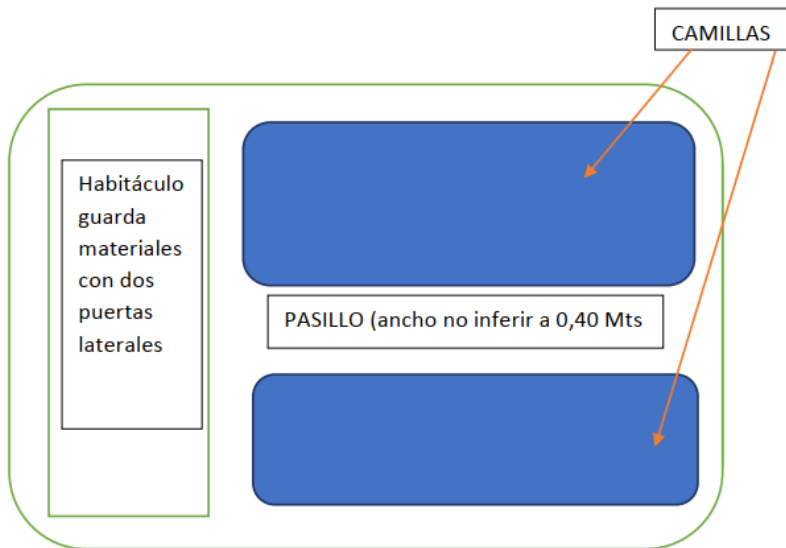 CAMILLAS
Habitáculo
guarda
materiales
con dos
puertas
laterales
PASILLO (ancho no inferir a 0,40 Mts